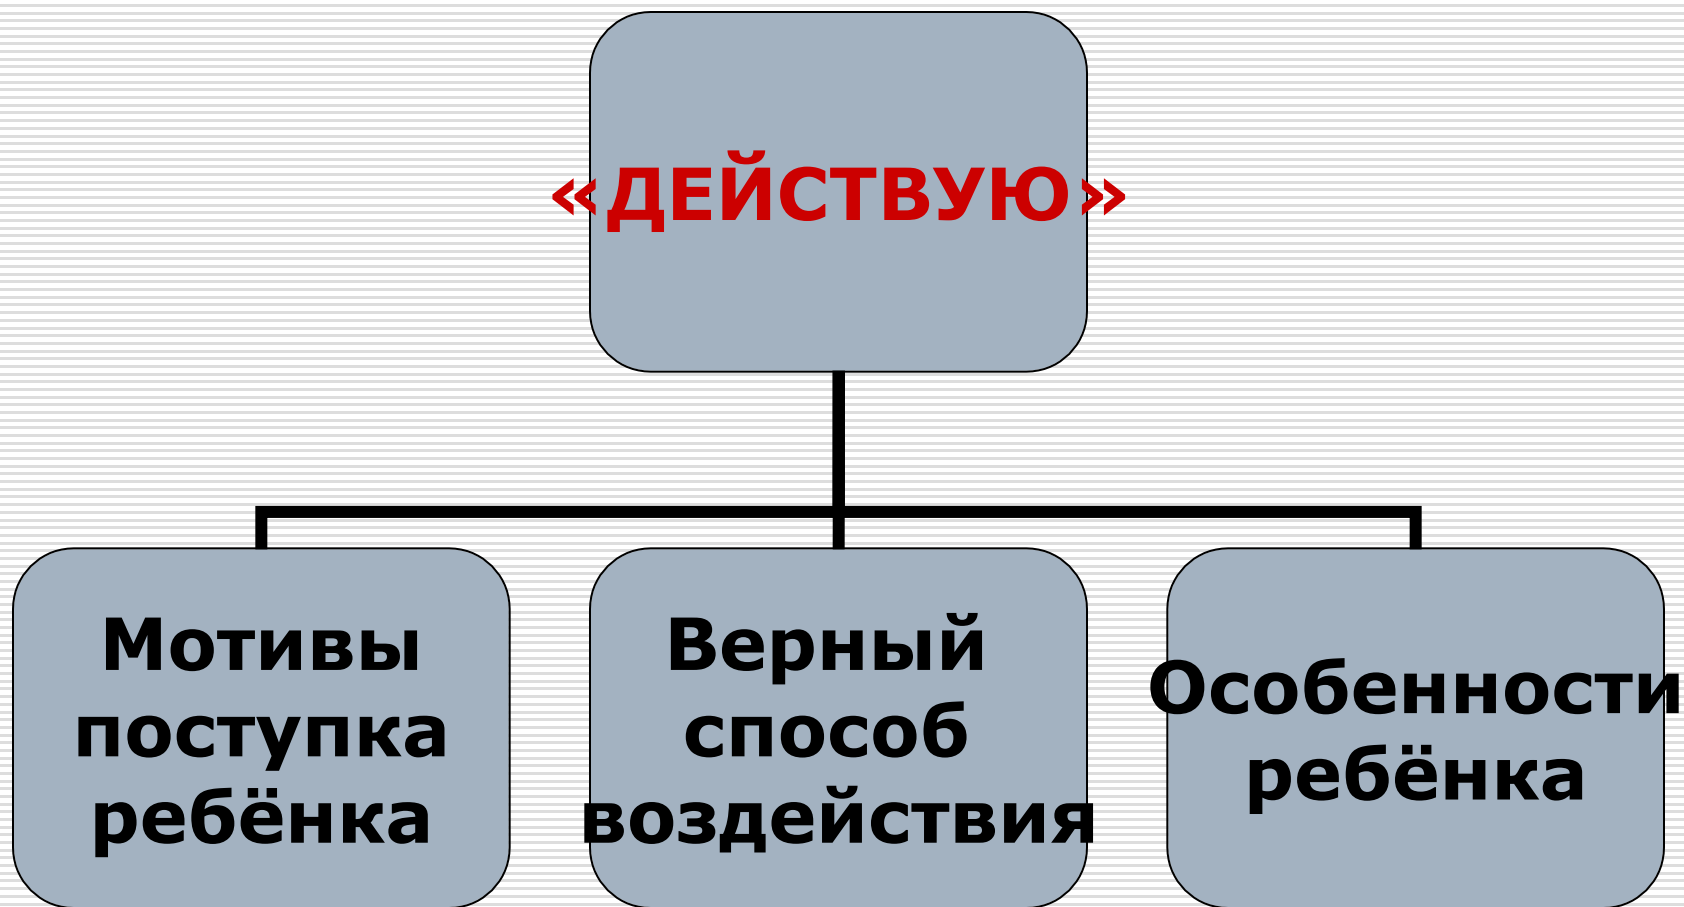 «ДЕЙСТВУЮ»
Мотивы
поступка
ребёнка
Верный
способ
воздействия
Особенности
ребёнка